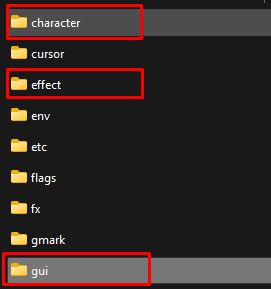 character
cursor
effect
env
etc
flags
fx
gmark
gui